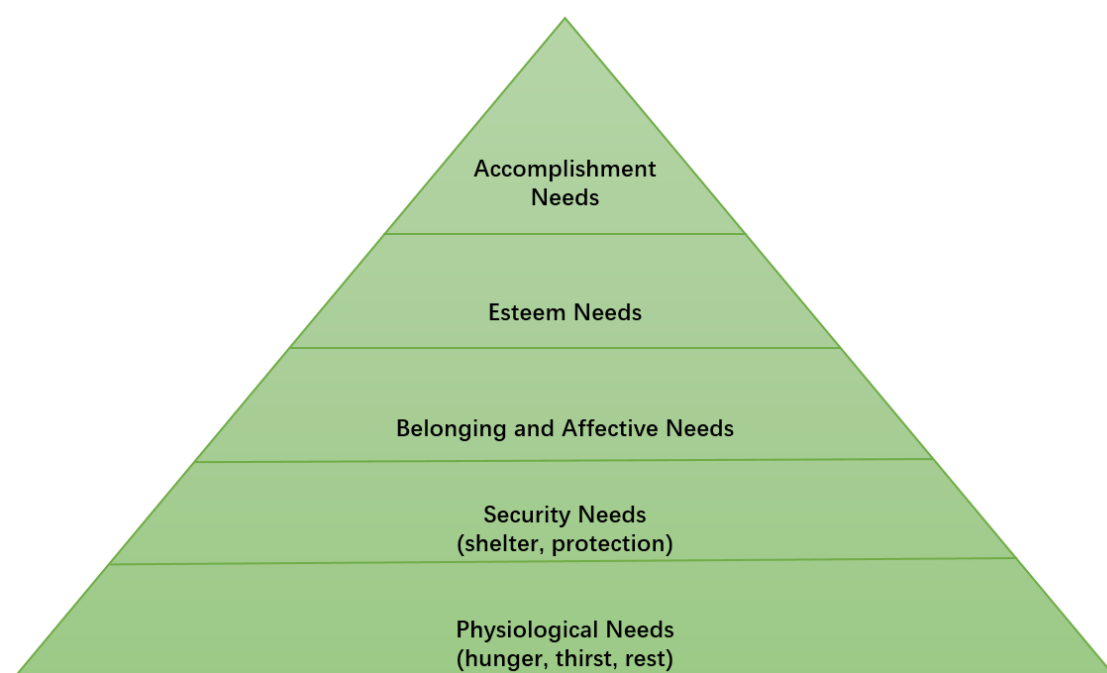 Accomplishment
Needs
Esteem Needs
Belonging and Affective Needs
Security Needs
(shelter, protection)
Physiological Needs
(hunger, thirst, rest)